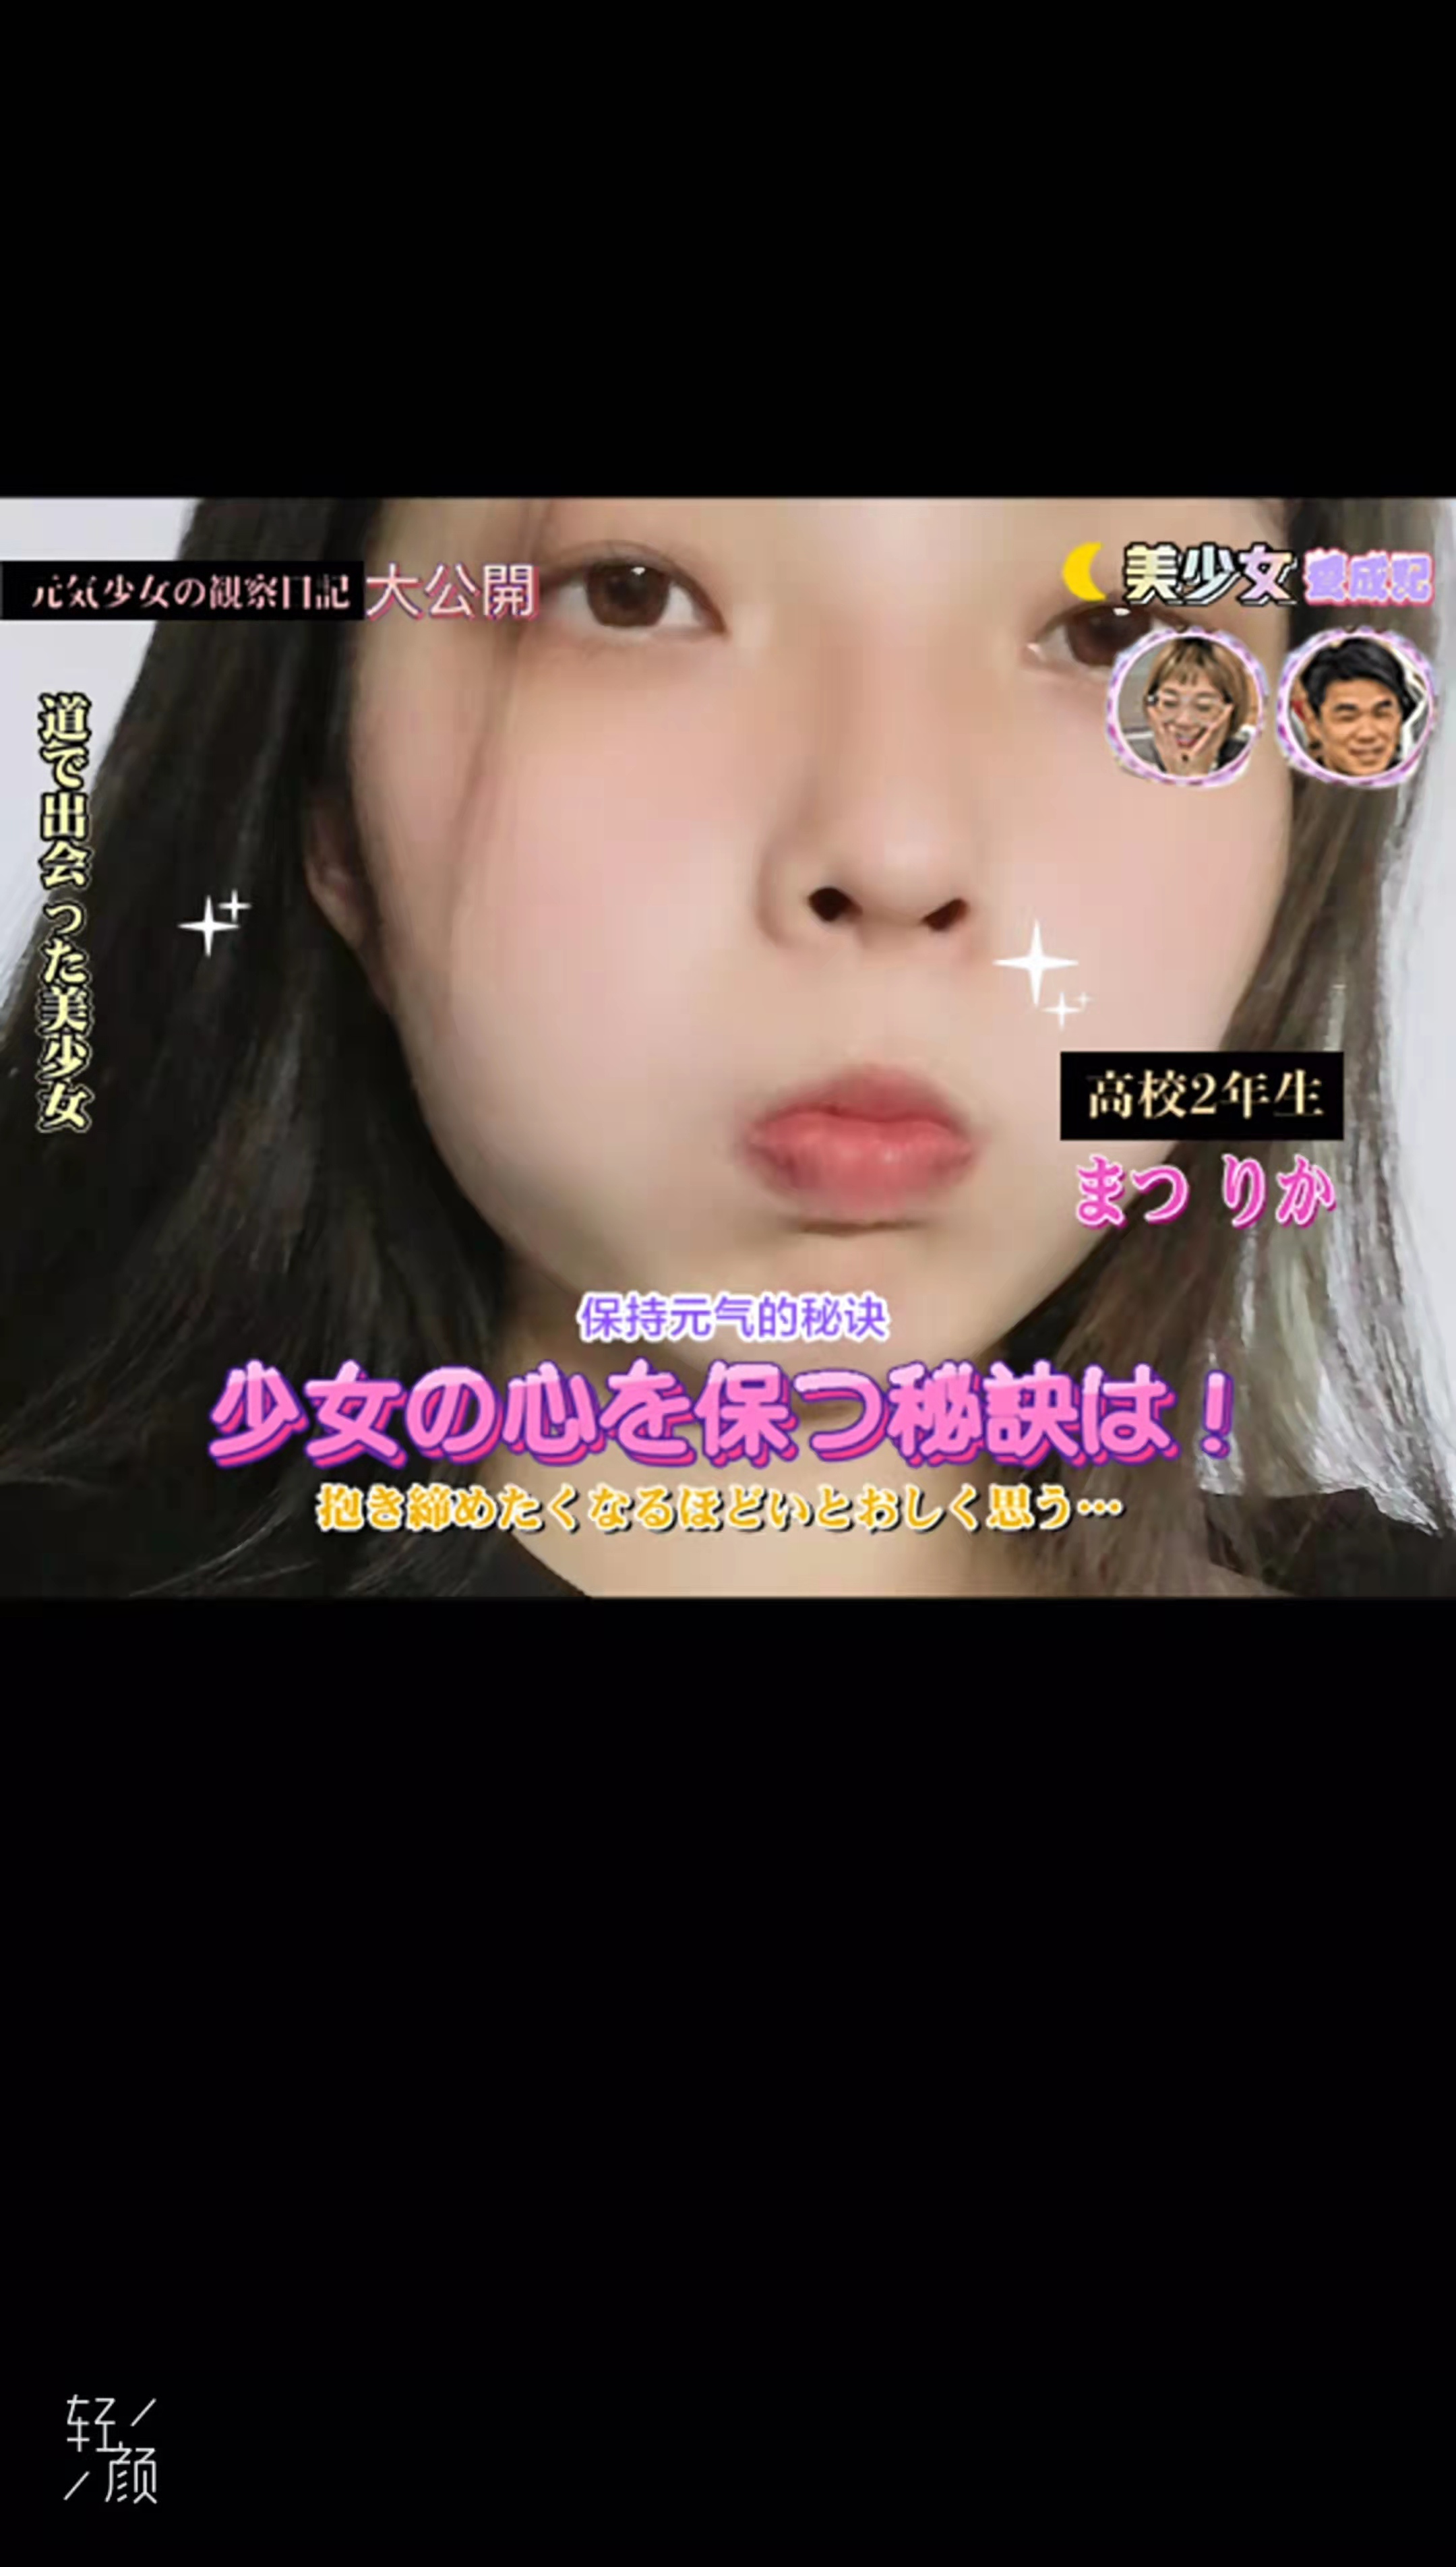 元気少女の観察日記 大公開
美少女 養成记
道で出会った美少女
高校2年生
まつ りか
保持元气的秘诀
少女の心を保つ秘訣は！
抱き締めたくなるほどいとおしく思う…
轻
颜